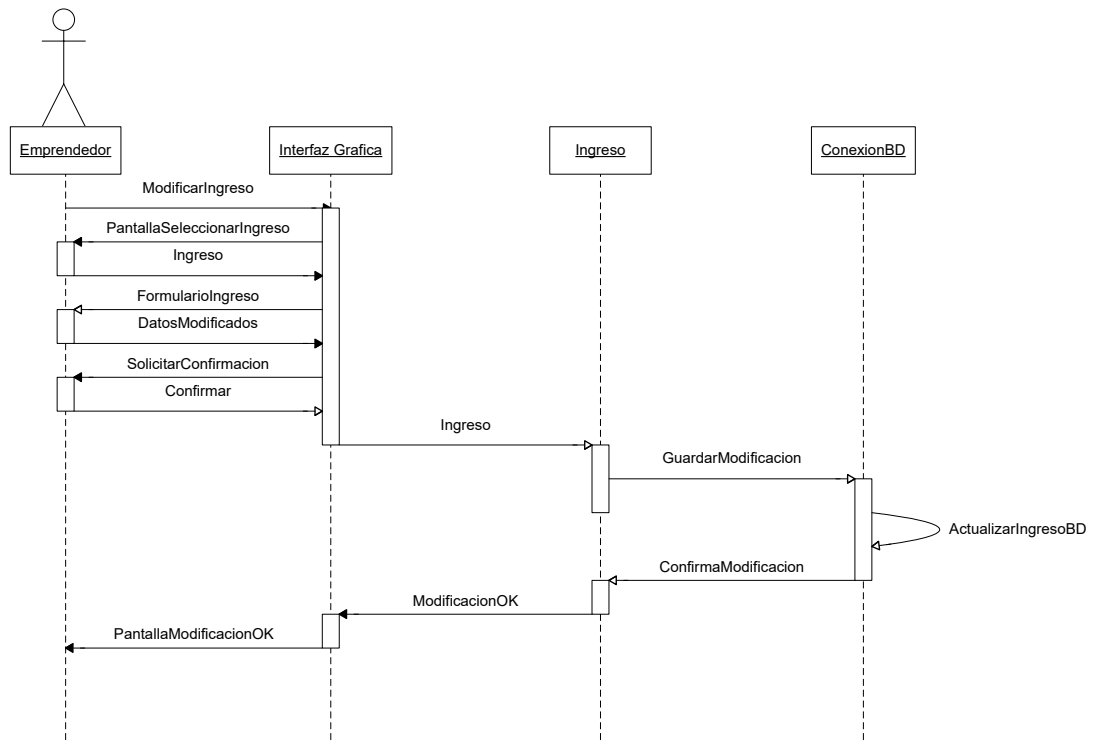 Emprendedor
Interfaz Grafica
Ingreso
ConexionBD
ModificarIngreso
PantallaSeleccionarIngreso
Ingreso
FormularioIngreso
DatosModificados
SolicitarConfirmacion
Confirmar
Ingreso
GuardarModificacion
ActualizarIngresoBD
ConfirmaModificacion
ModificacionOK
PantallaModificacionOK